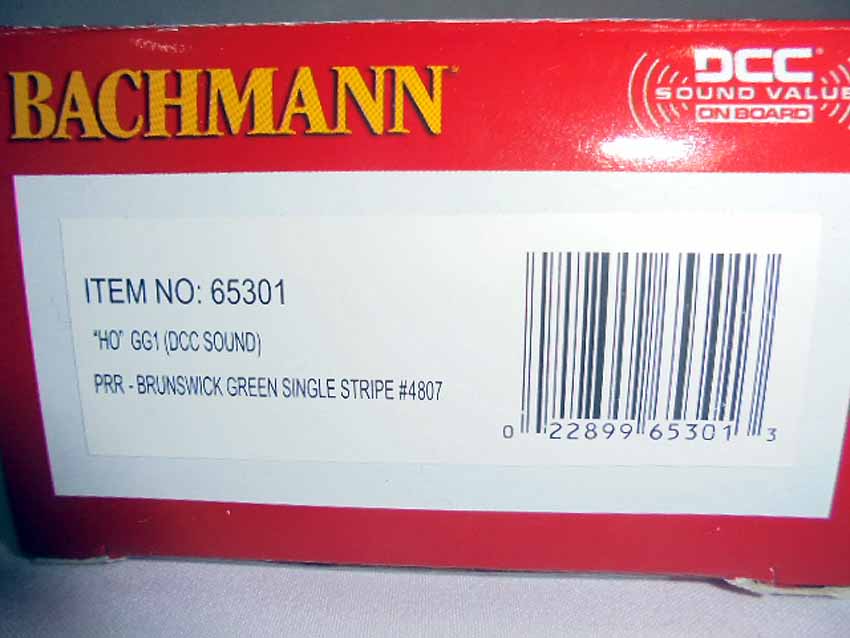 BACHMANN
DCC
SOUND VALUE
ON BOARD
ITEM NO: 65301
"HO" GG1 (DCC SOUND)
PRR - BRUNSWICK GREEN SINGLE STRIPE #4807
0 22899 65301 3